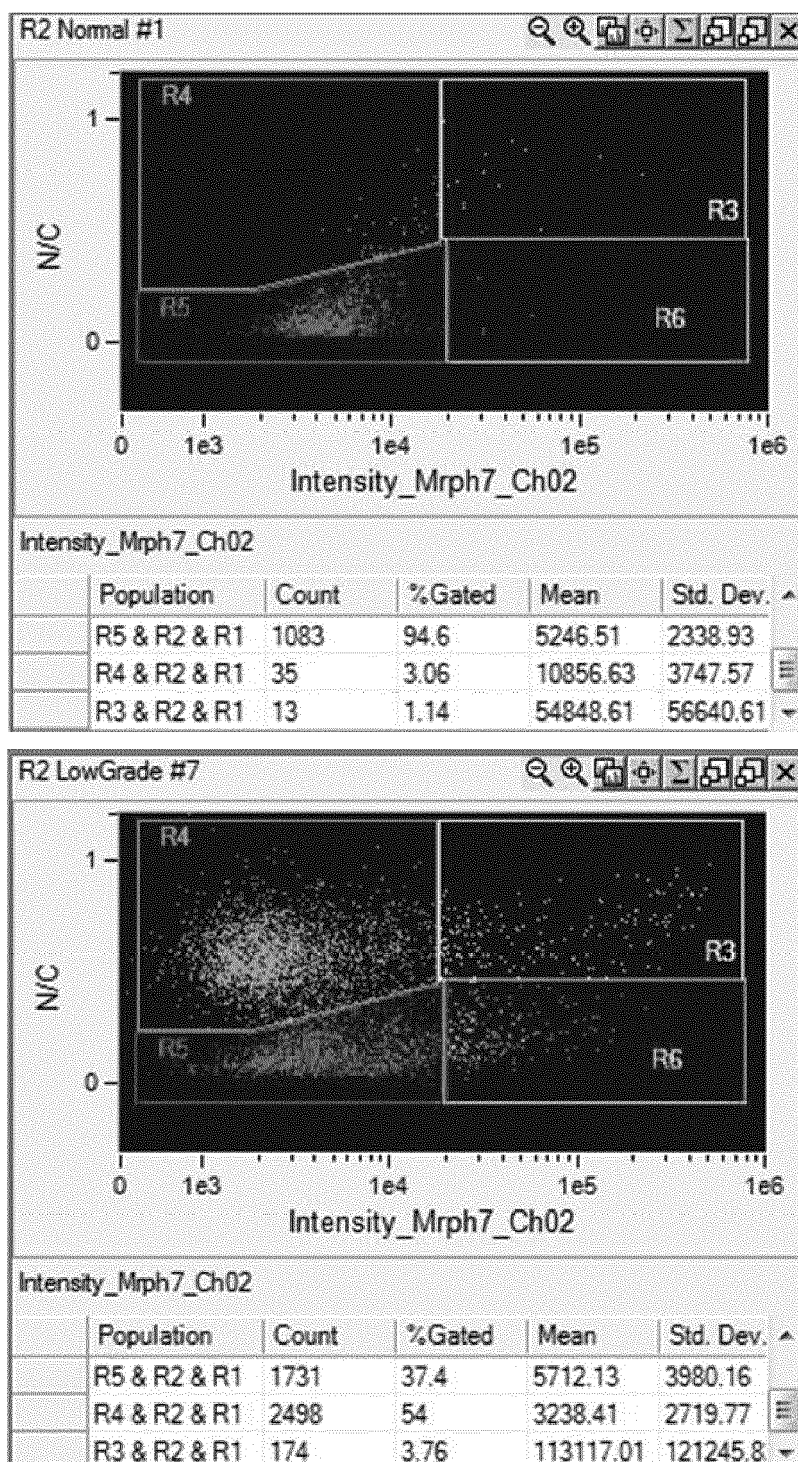 R2 Normal #1
R4
1
R3
N/C
R5
R6
0
0 1e3 1e4 1e5 1e6
Intensity_Mrph7_Ch02
Intensity_Mrph7_Ch02
Population Count %Gated Mean Std. Dev.
R5 & R2 & R1 1083 94.6 5246.51 2338.93
R4 & R2 & R1 35 3.06 10856.63 3747.57
R3 & R2 & R1 13 1.14 54848.61 56640.61
R2 LowGrade #7
R4
1
R3
N/C
R5
R6
0
0 1e3 1e4 1e5 1e6
Intensity_Mrph7_Ch02
Intensity_Mrph7_Ch02
Population Count %Gated Mean Std. Dev.
R5 & R2 & R1 1731 37.4 5712.13 3980.16
R4 & R2 & R1 2498 54 3238.41 2719.77
R3 & R2 & R1 174 3.76 113117.01 121245.8